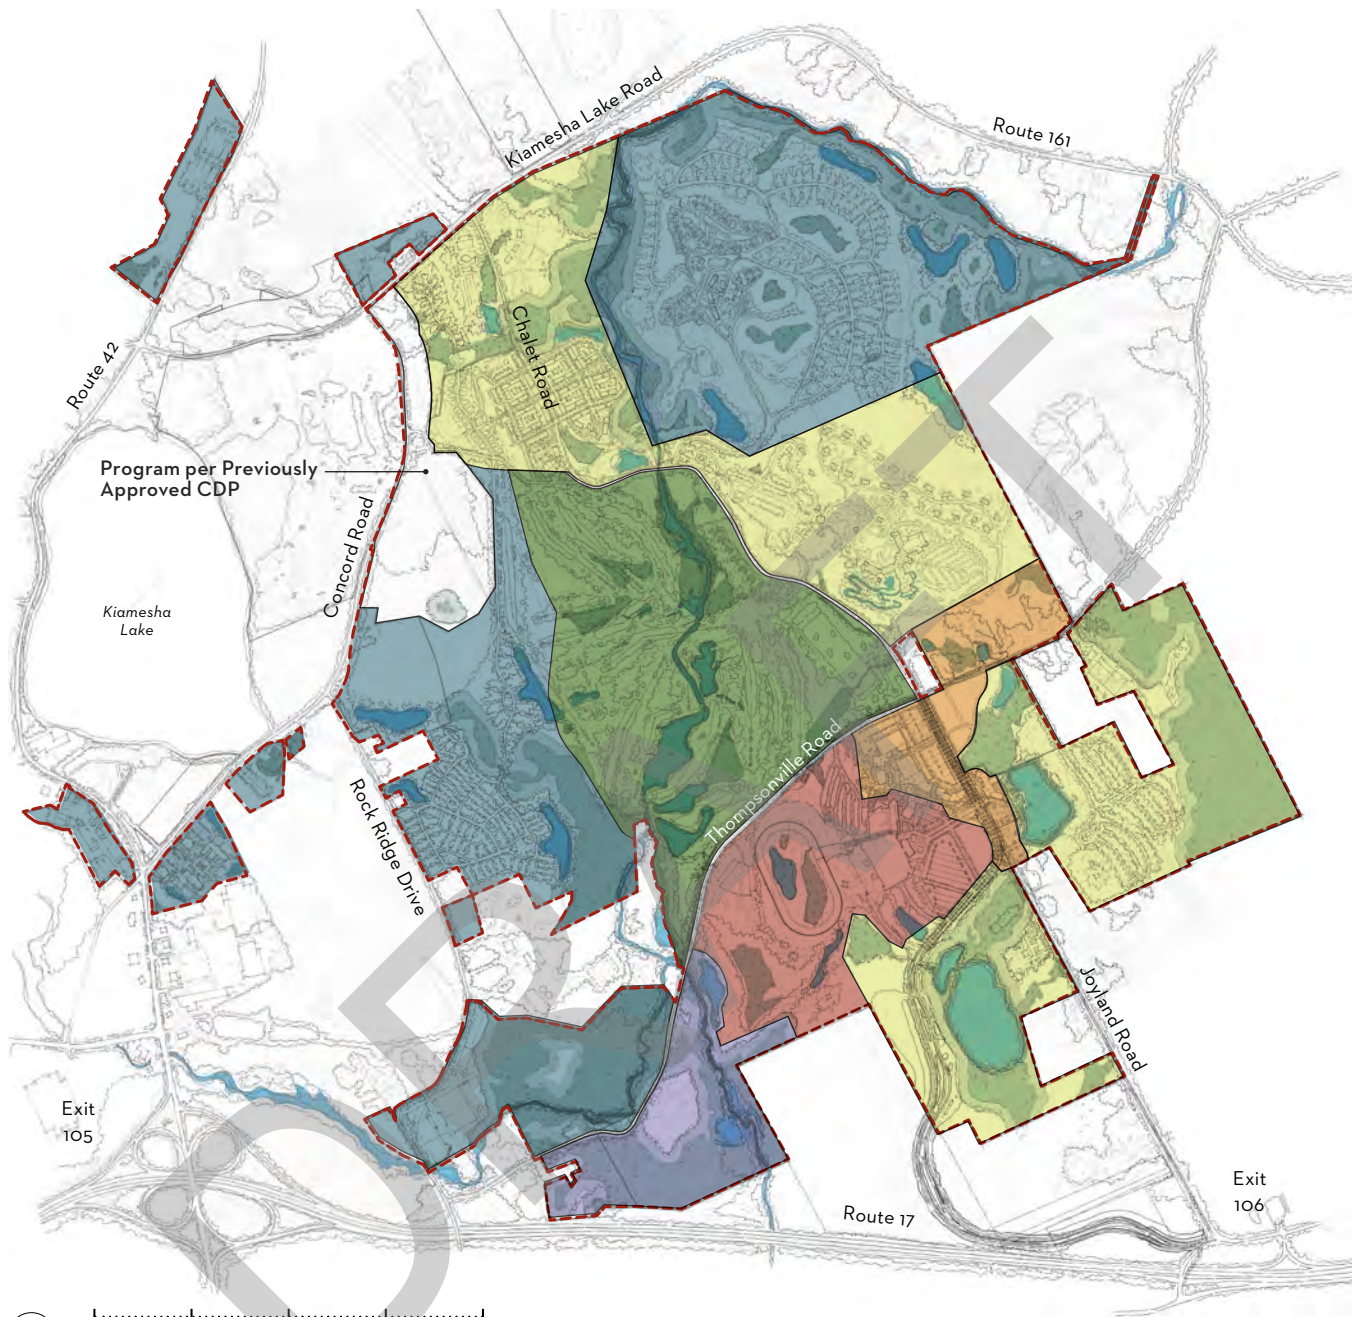 Kiamesha Lake Road
Route 161
Chalet Road
Route 42
Program per Previously
Approved CDP
Concord Road
Kiamesha
Lake
Thompsonville Road
Rock Ridge Drive
Joyland Road
Exit
105
Exit
106
Route 17
DRAFT